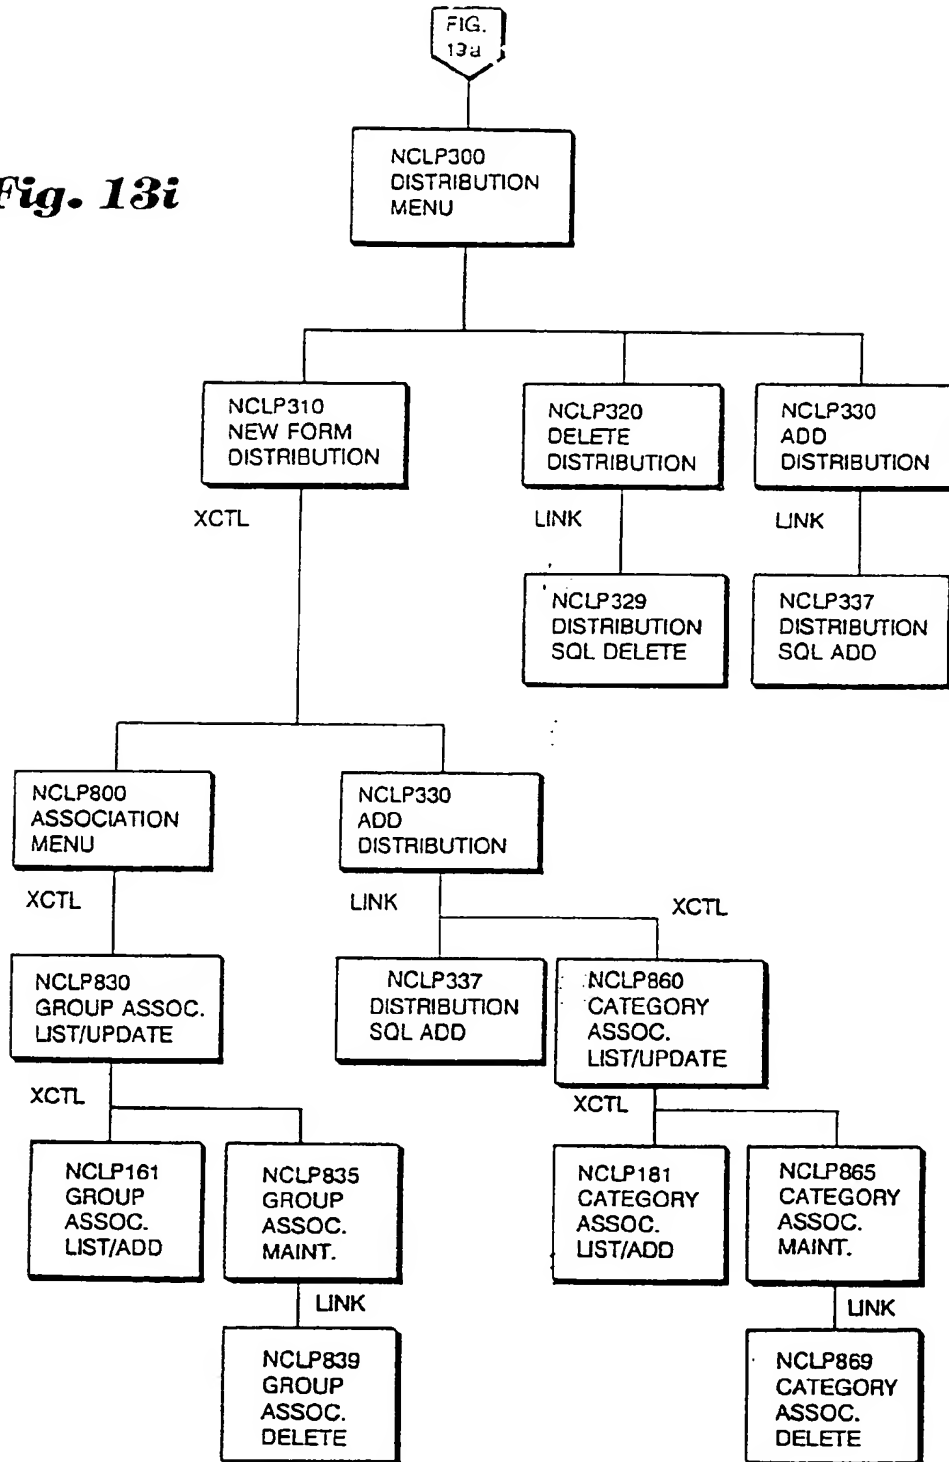 FIG.
13a
Fig. 13i
NCLP300
DISTRIBUTION
MENU
NCLP310
NEW FORM
DISTRIBUTION
NCLP320
DELETE
DISTRIBUTION
NCLP330
ADD
DISTRIBUTION
XCTL
LINK
LINK
NCLP329
DISTRIBUTION
SQL DELETE
NCLP337
DISTRIBUTION
SQL ADD
NCLP800
ASSOCIATION
MENU
NCLP330
ADD
DISTRIBUTION
XCTL
LINK
XCTL
NCLP830
GROUP ASSOC.
LIST/UPDATE
NCLP337
DISTRIBUTION
SQL ADD
NCLP860
CATEGORY
ASSOC.
LIST/UPDATE
XCTL
XCTL
NCLP161
GROUP
ASSOC.
LIST/ADD
NCLP835
GROUP
ASSOC.
MAINT.
NCLP181
CATEGORY
ASSOC.
LIST/ADD
NCLP865
CATEGORY
ASSOC.
MAINT.
LINK
LINK
NCLP839
GROUP
ASSOC.
DELETE
NCLP869
CATEGORY
ASSOC.
DELETE